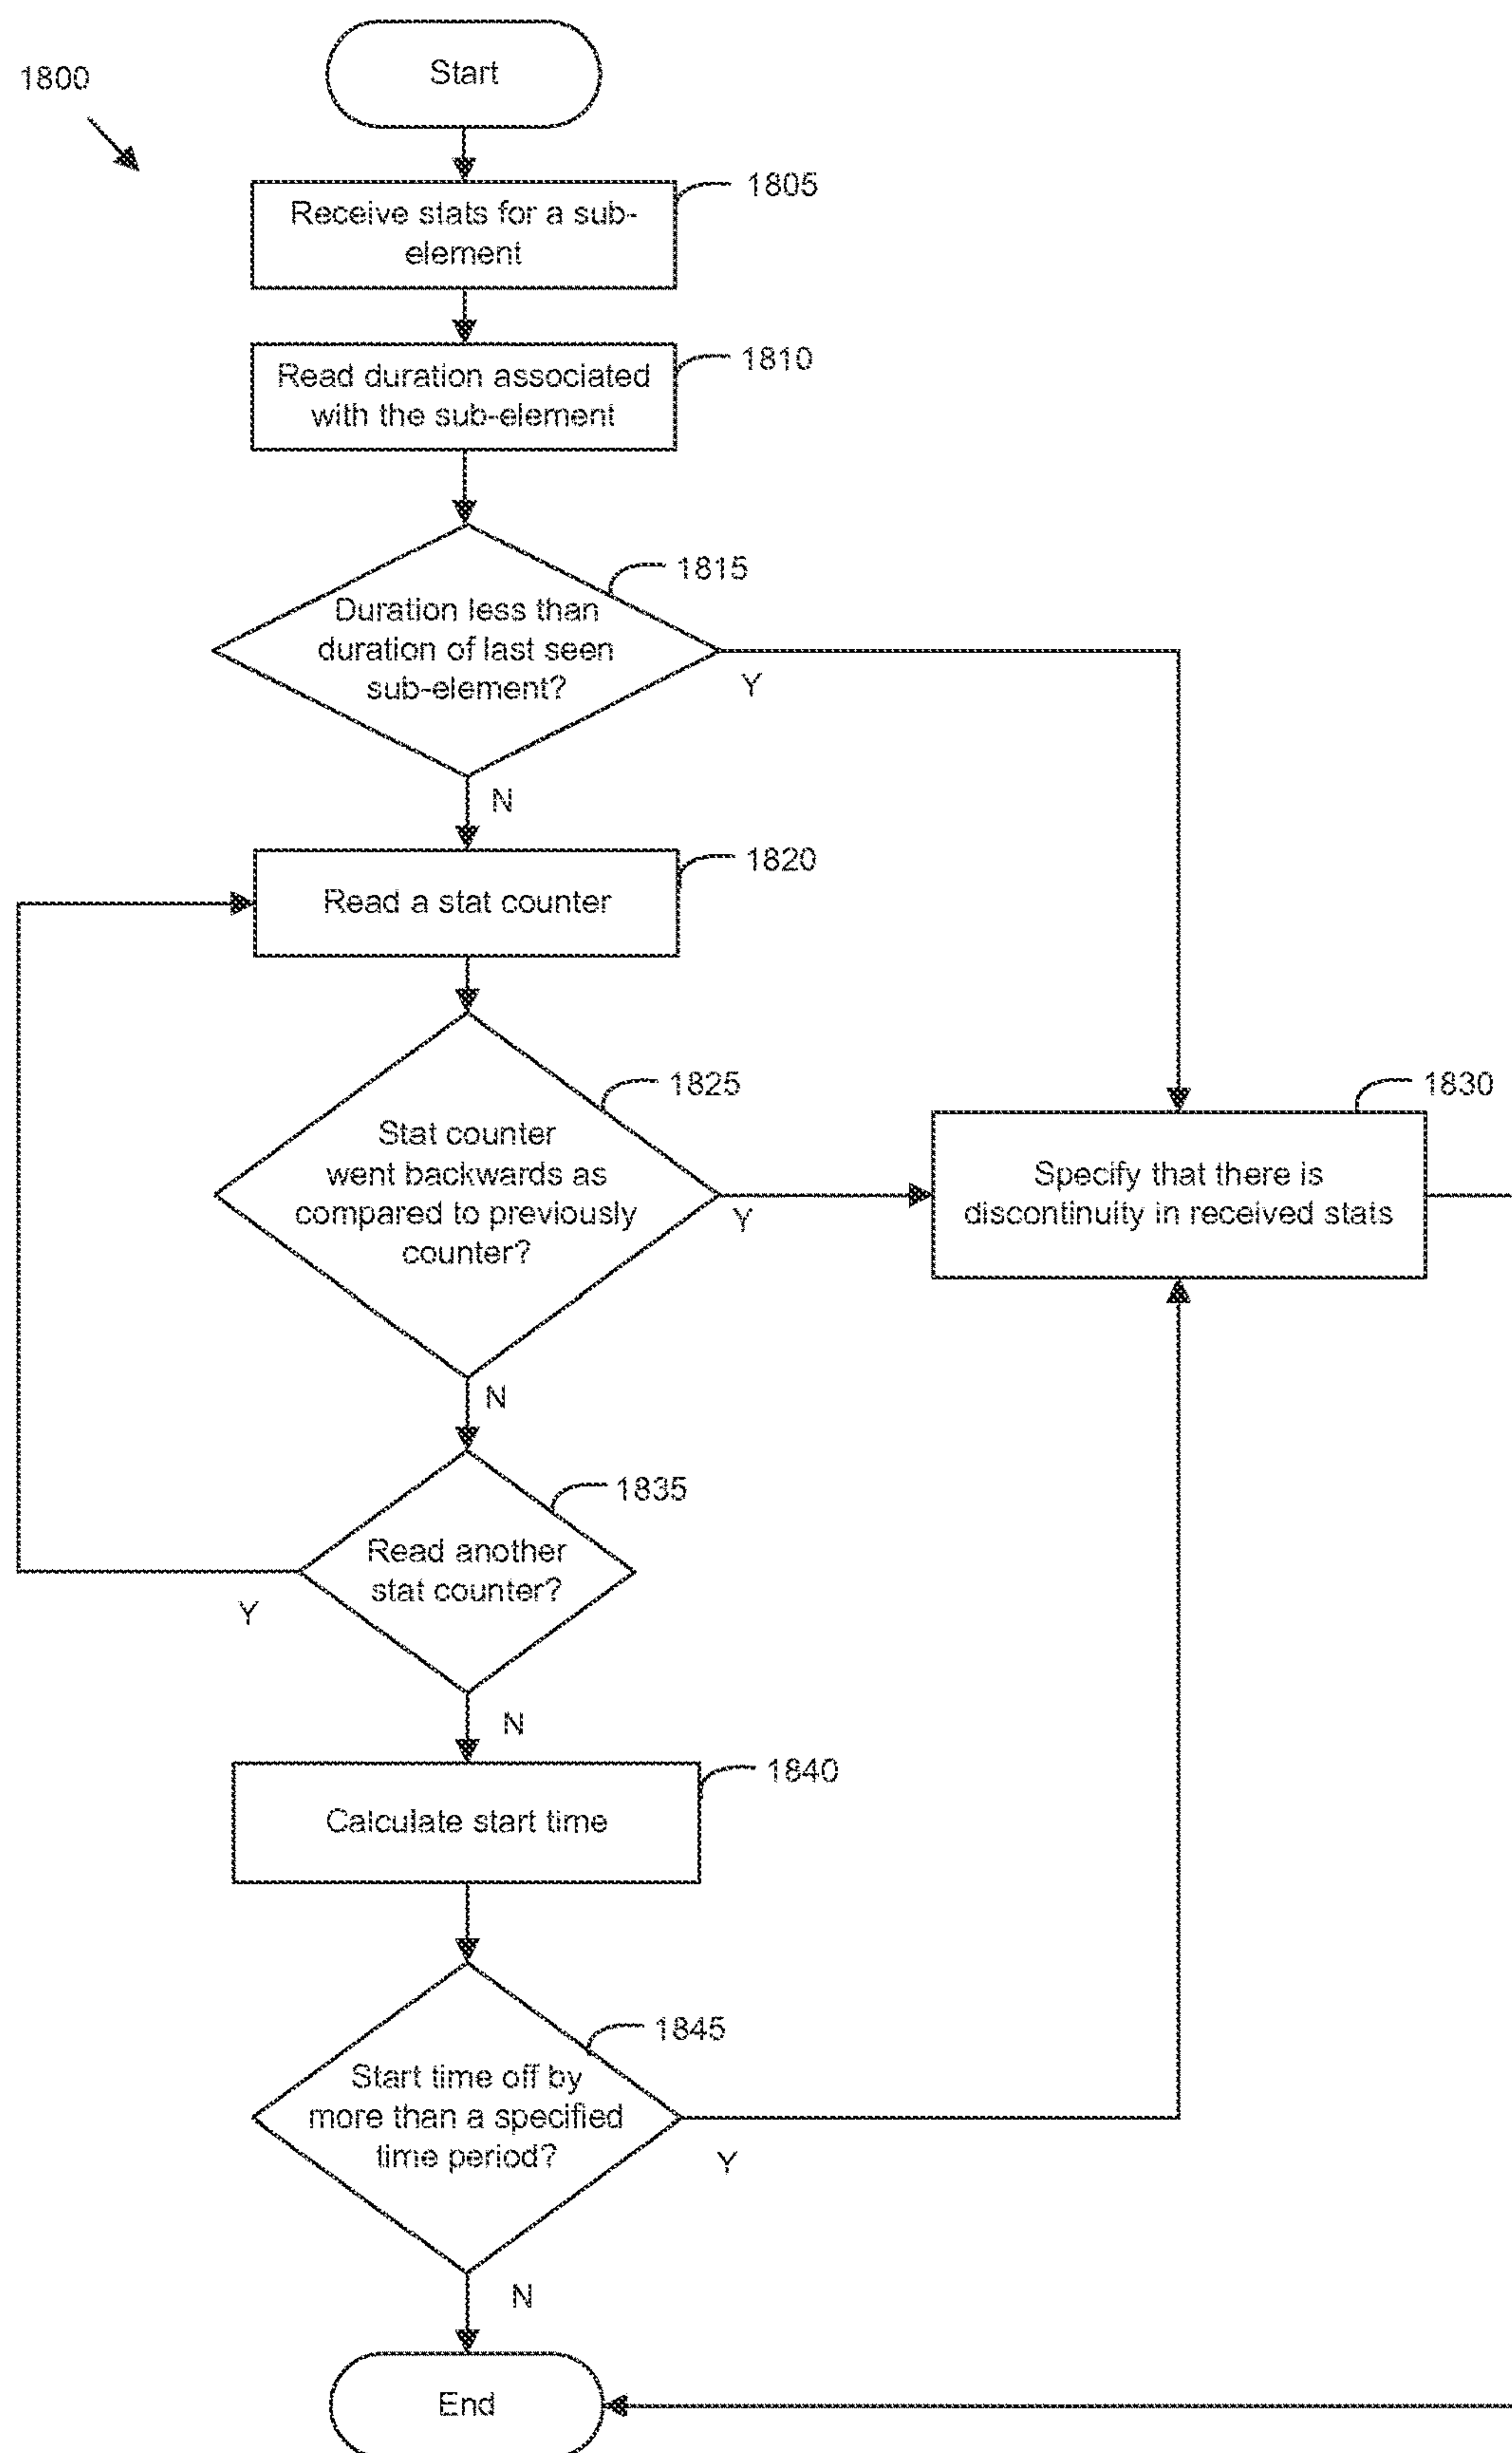 1800
Start
1805
Receive stats for a sub-
element
1810
Read duration associated
with the sub-element
1815
Duration less than
duration of last seen
sub-element?
Y
N
1820
Read a stat counter
1825
Stat counter
went backwards as
compared to previously
counter?
Y
1830
Specify that there is
discontinuity in received stats
N
1835
Read another
stat counter?
Y
N
1840
Calculate start time
1845
Start time off by
more than a specified
time period?
Y
N
End